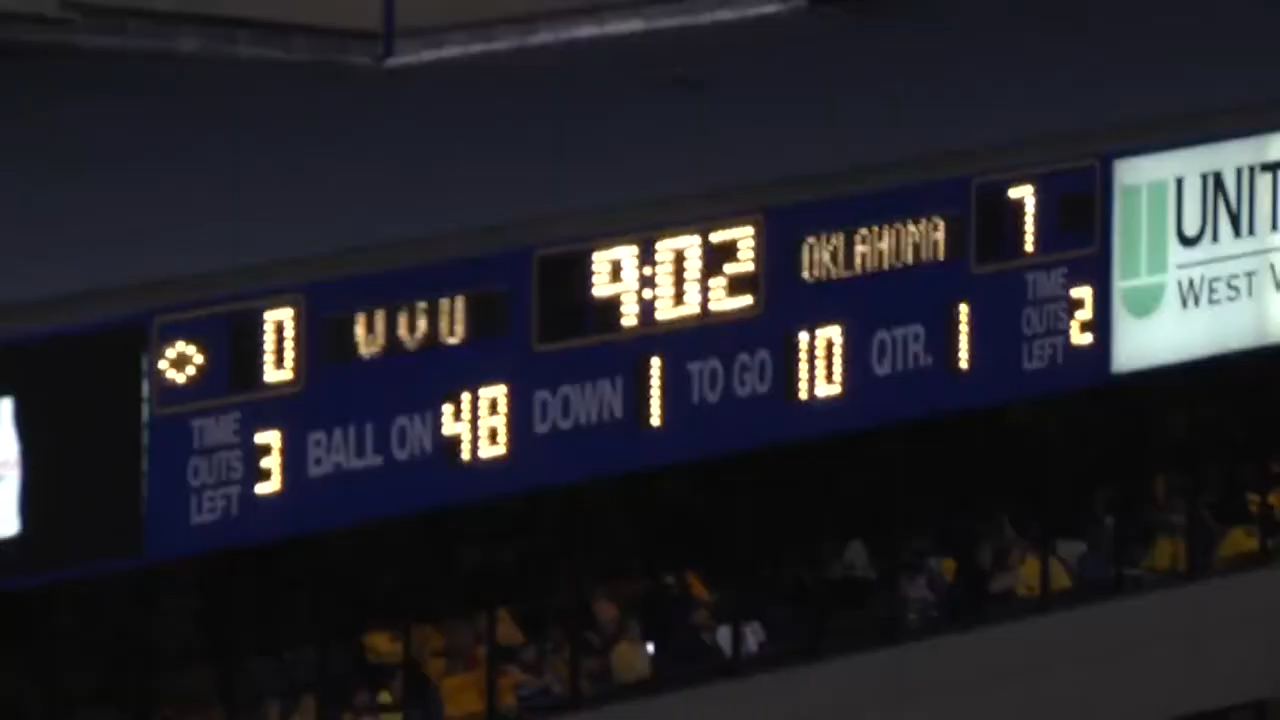 0 WVU 9:02 OKLAHOMA 7
TIME OUTS LEFT 3 BALL ON 48 DOWN 1 TO GO 10 QTR. 1 TIME OUTS LEFT 2
WEST